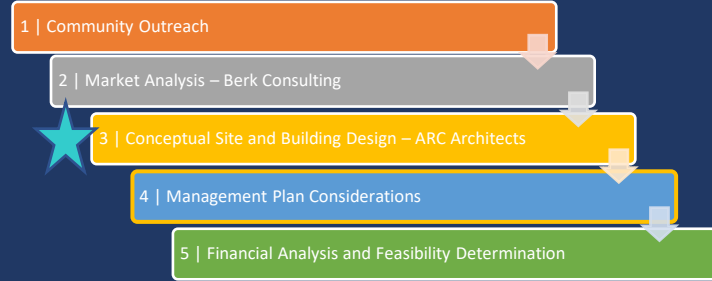 1 | Community Outreach
2 | Market Analysis – Berk Consulting
3 | Conceptual Site and Building Design – ARC Architects
4 | Management Plan Considerations
5 | Financial Analysis and Feasibility Determination